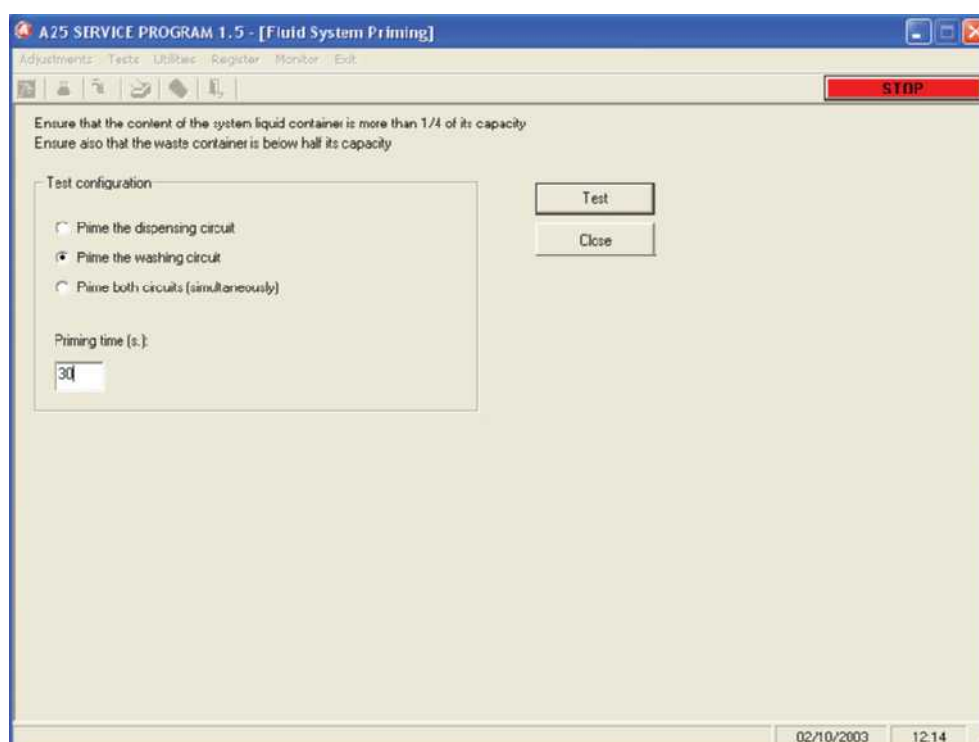 A25 SERVICE PROGRAM 1.5 - [Fluid System Priming]
Adjustments Tests Utilities Register Monitor Exit
STOP
Ensure that the content of the system liquid container is more than 1/4 of its capacity
Ensure also that the waste container is below half its capacity
Test configuration
Prime the dispensing circuit
Prime the washing circuit
Prime both circuits (simultaneously)
Priming time (s.):
30
Test
Close
02/10/2003 12:14